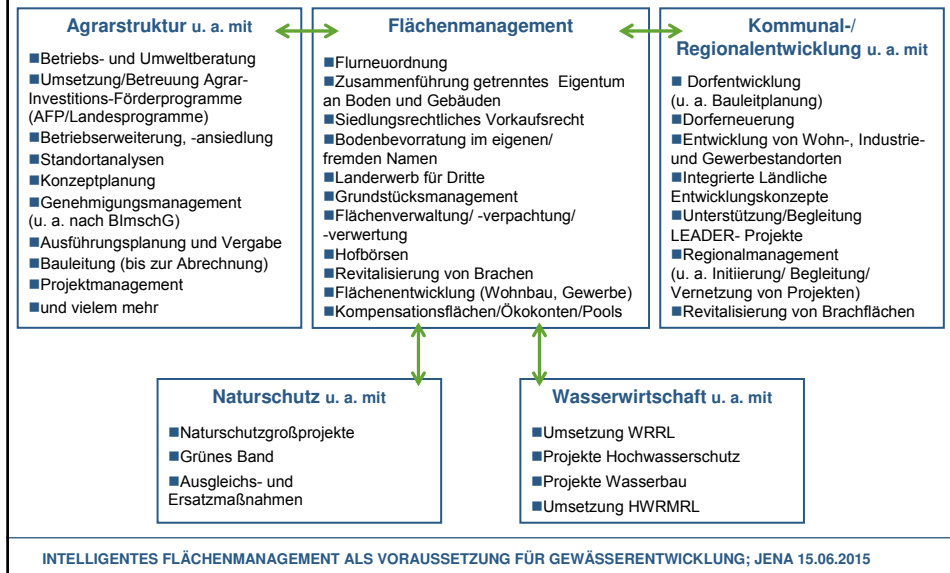 Agrarstruktur u. a. mit
■Betriebs- und Umweltberatung
■Umsetzung/Betreuung Agrar-
Investitions-Förderprogramme
(AFP/Landesprogramme)
■Betriebserweiterung, -ansiedlung
■Standortanalysen
■Konzeptplanung
■Genehmigungsmanagement
(u. a. nach BImschG)
■Ausführungsplanung und Vergabe
■Bauleitung (bis zur Abrechnung)
■Projektmanagement
■und vielem mehr
Flächenmanagement
■Flurneuordnung
■Zusammenführung getrenntes Eigentum
an Boden und Gebäuden
■Siedlungsrechtliches Vorkaufsrecht
■Bodenbevorratung im eigenen/
fremden Namen
■Landerwerb für Dritte
■Grundstücksmanagement
■Flächenverwaltung/ -verpachtung/
-verwertung
■Hofbörsen
■Revitalisierung von Brachen
■Flächenentwicklung (Wohnbau, Gewerbe)
■Kompensationsflächen/Ökokonten/Pools
Kommunal-/
Regionalentwicklung u. a. mit
■ Dorfentwicklung
(u. a. Bauleitplanung)
■Dorferneuerung
■Entwicklung von Wohn-, Industrie-
und Gewerbestandorten
■Integrierte Ländliche
Entwicklungskonzepte
■Unterstützung/Begleitung
LEADER- Projekte
■Regionalmanagement
(u. a. Initiierung/ Begleitung/
Vernetzung von Projekten)
■Revitalisierung von Brachflächen
Naturschutz u. a. mit
■Naturschutzgroßprojekte
■Grünes Band
■Ausgleichs- und
Ersatzmaßnahmen
Wasserwirtschaft u. a. mit
■Umsetzung WRRL
■Projekte Hochwasserschutz
■Projekte Wasserbau
■Umsetzung HWRMRL
INTELLIGENTES FLÄCHENMANAGEMENT ALS VORAUSSETZUNG FÜR GEWÄSSERENTWICKLUNG; JENA 15.06.2015